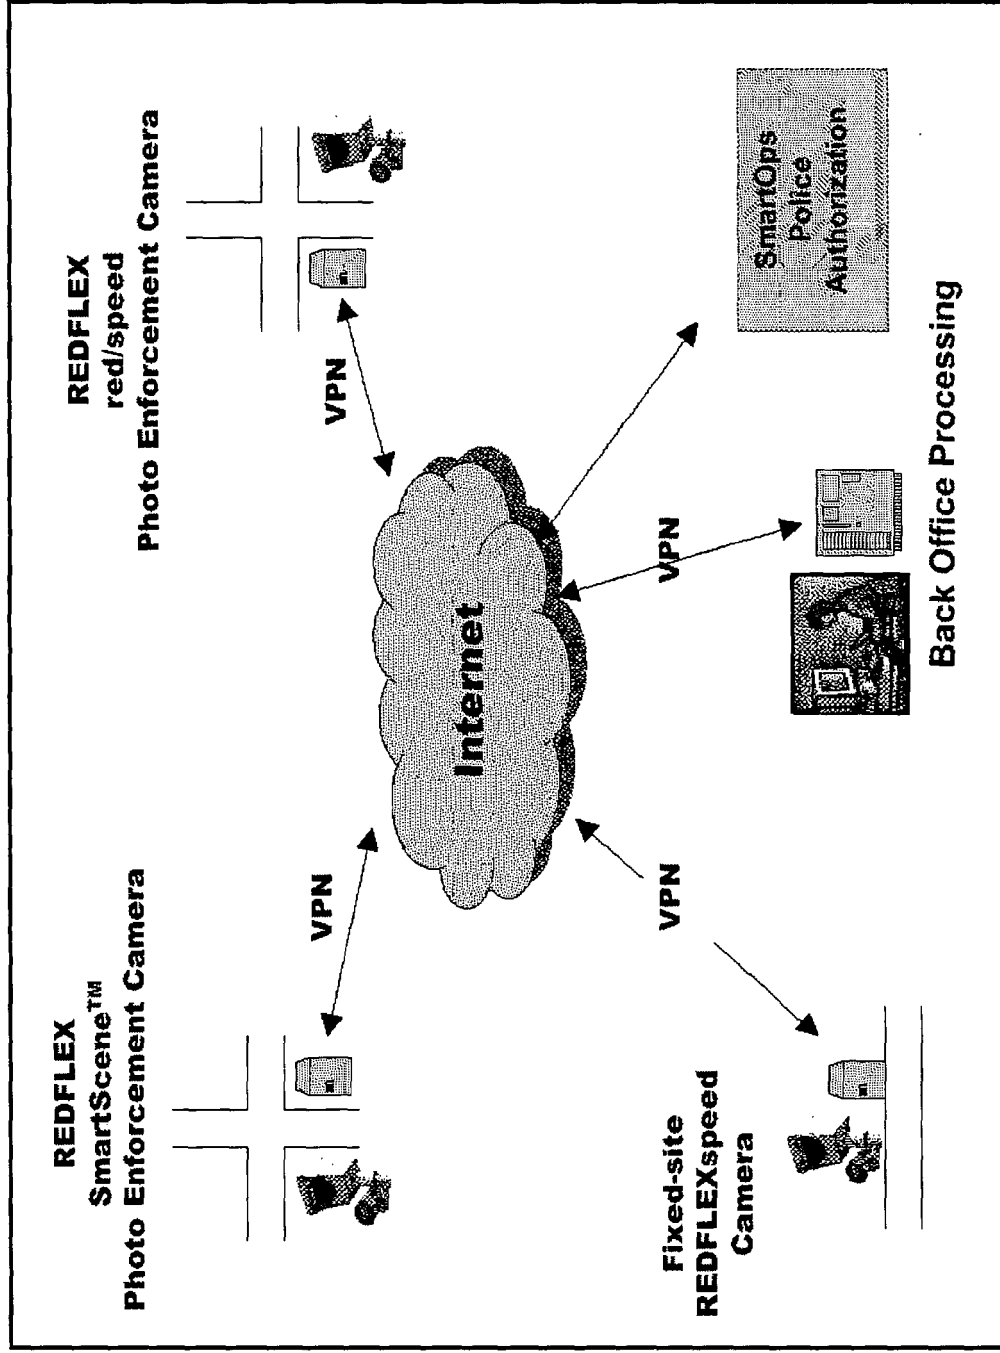 REDFLEX
SmartScene™
Photo Enforcement Camera
REDFLEX
red/speed
Photo Enforcement Camera
VPN
VPN
Internet
VPN
VPN
Fixed-site
REDFLEXspeed
Camera
SmartOps
Police
Authorization
Back Office Processing